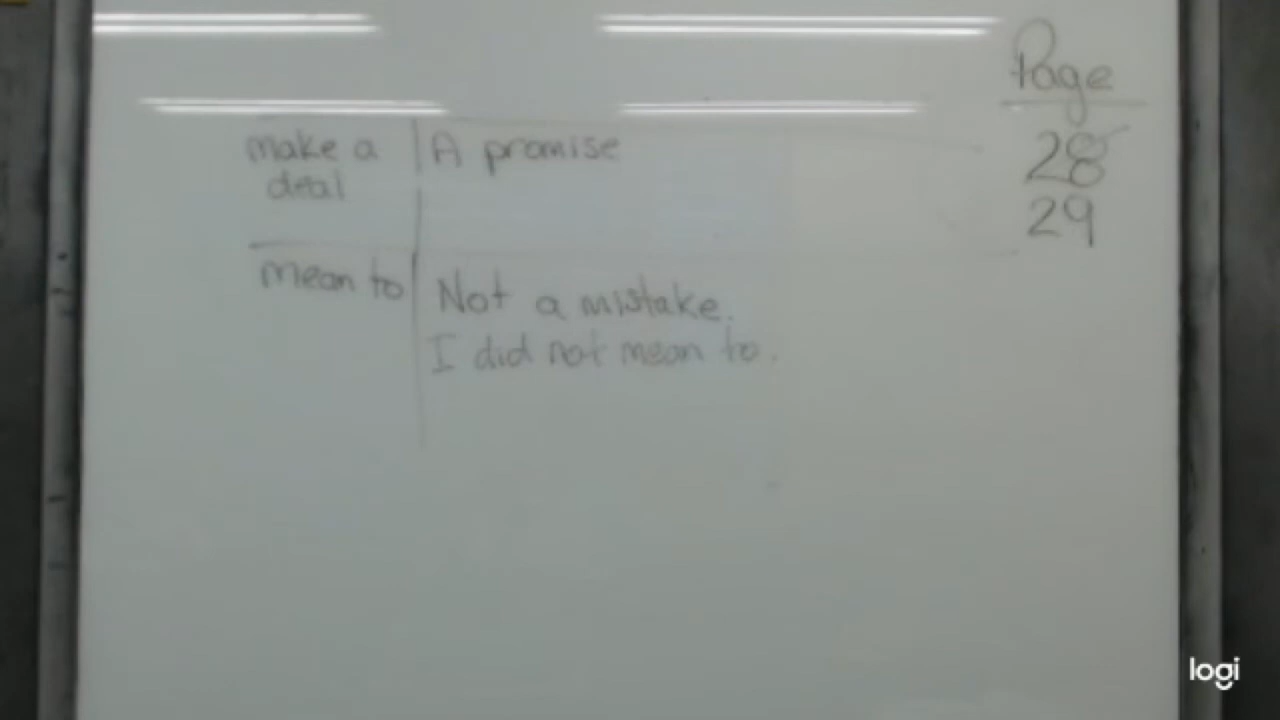 Page
make a
deal
A promise
28
29
mean to
Not a mistake.
I did not mean to.
logi